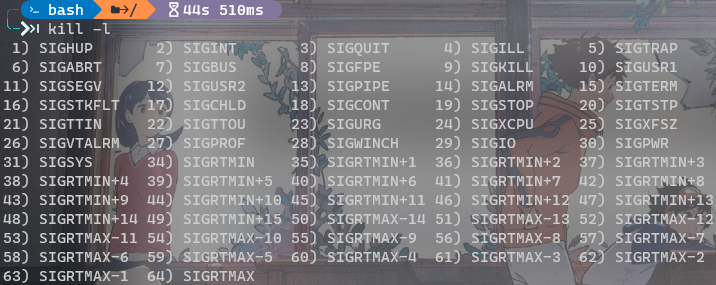 bash / 44s 510ms
kill -l
1) SIGHUP 2) SIGINT 3) SIGQUIT 4) SIGILL 5) SIGTRAP
6) SIGABRT 7) SIGBUS 8) SIGFPE 9) SIGKILL 10) SIGUSR1
11) SIGSEGV 12) SIGUSR2 13) SIGPIPE 14) SIGALRM 15) SIGTERM
16) SIGSTKFLT 17) SIGCHLD 18) SIGCONT 19) SIGSTOP 20) SIGTSTP
21) SIGTTIN 22) SIGTTOU 23) SIGURG 24) SIGXCPU 25) SIGXFSZ
26) SIGVTALRM 27) SIGPROF 28) SIGWINCH 29) SIGIO 30) SIGPWR
31) SIGSYS 34) SIGRTMIN 35) SIGRTMIN+1 36) SIGRTMIN+2 37) SIGRTMIN+3
38) SIGRTMIN+4 39) SIGRTMIN+5 40) SIGRTMIN+6 41) SIGRTMIN+7 42) SIGRTMIN+8
43) SIGRTMIN+9 44) SIGRTMIN+10 45) SIGRTMIN+11 46) SIGRTMIN+12 47) SIGRTMIN+13
48) SIGRTMIN+14 49) SIGRTMIN+15 50) SIGRTMAX-14 51) SIGRTMAX-13 52) SIGRTMAX-12
53) SIGRTMAX-11 54) SIGRTMAX-10 55) SIGRTMAX-9 56) SIGRTMAX-8 57) SIGRTMAX-7
58) SIGRTMAX-6 59) SIGRTMAX-5 60) SIGRTMAX-4 61) SIGRTMAX-3 62) SIGRTMAX-2
63) SIGRTMAX-1 64) SIGRTMAX